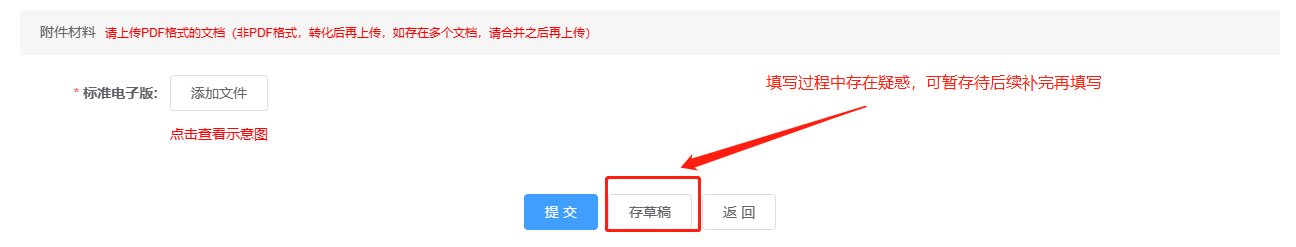 附件材料 请上传PDF格式的文档（非PDF格式，转化后再上传，如存在多个文档，请合并之后再上传）
填写过程中存在疑惑，可暂存待后续补完再填写
* 标准电子版: 添加文件
点击查看示意图
提 交 存草稿 返 回